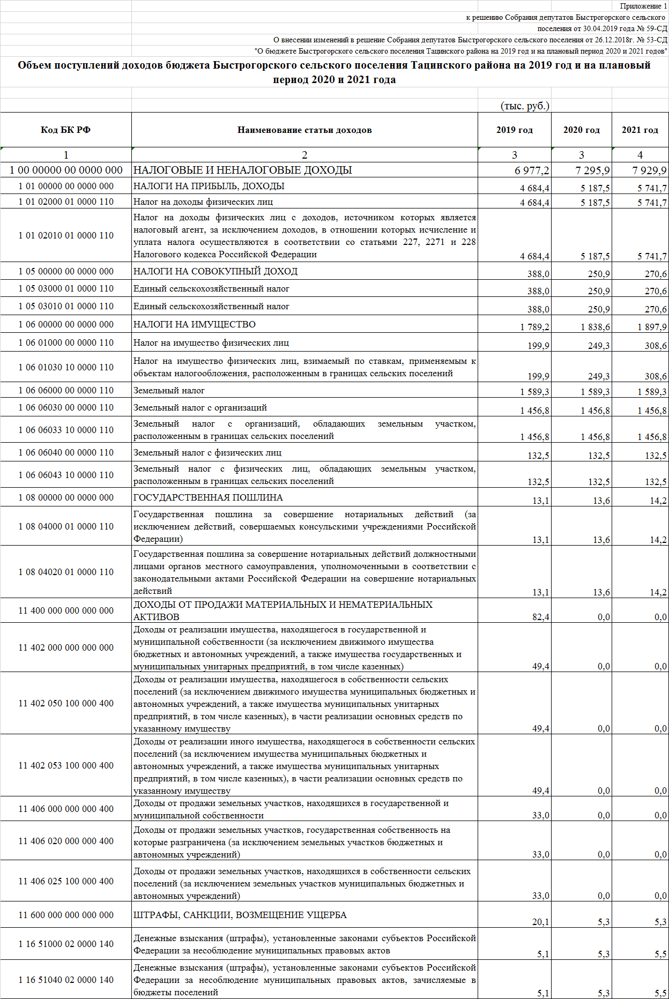 Приложение 1
к решению Собрания депутатов Быстрогорского сельского
поселения от 30.04.2019 года № 59-СД
О внесении изменений в решение Собрания депутатов Быстрогорского сельского поселения от 26.12.2018г. № 53-СД
"О бюджете Быстрогорского сельского поселения Тацинского района на 2019 год и на плановый период 2020 и 2021 годов"
Объем поступлений доходов бюджета Быстрогорского сельского поселения Тацинского района на 2019 год и на плановый
период 2020 и 2021 года
(тыс. руб.)
Код БК РФ Наименование статьи доходов 2019 год 2020 год 2021 год
1 2 3 3 4
1 00 00000 00 0000 000 НАЛОГОВЫЕ И НЕНАЛОГОВЫЕ ДОХОДЫ 6 977,2 7 295,9 7 929,9
1 01 00000 00 0000 000 НАЛОГИ НА ПРИБЫЛЬ, ДОХОДЫ 4 684,4 5 187,5 5 741,7
1 01 02000 01 0000 110 Налог на доходы физических лиц 4 684,4 5 187,5 5 741,7
Налог на доходы физических лиц с доходов, источником которых является
налоговый агент, за исключением доходов, в отношении которых исчисление и
1 01 02010 01 0000 110
уплата налога осуществляются в соответствии со статьями 227, 2271 и 228
Налогового кодекса Российской Федерации 4 684,4 5 187,5 5 741,7
1 05 00000 00 0000 000 НАЛОГИ НА СОВОКУПНЫЙ ДОХОД 388,0 250,9 270,6
1 05 03000 01 0000 110 Единый сельскохозяйственный налог 388,0 250,9 270,6
1 05 03010 01 0000 110 Единый сельскохозяйственный налог 388,0 250,9 270,6
1 06 00000 00 0000 000 НАЛОГИ НА ИМУЩЕСТВО 1 789,2 1 838,6 1 897,9
1 06 01000 00 0000 110 Налог на имущество физических лиц 199,9 249,3 308,6
1 06 01030 10 0000 110 Налог на имущество физических лиц, взимаемый по ставкам, применяемым к
объектам налогообложения, расположенным в границах сельских поселений 199,9 249,3 308,6
1 06 06000 00 0000 110 Земельный налог 1 589,3 1 589,3 1 589,3
1 06 06030 00 0000 110 Земельный налог с организаций 1 456,8 1 456,8 1 456,8
1 06 06033 10 0000 110 Земельный налог с организаций, обладающих земельным участком,
расположенным в границах сельских поселений 1 456,8 1 456,8 1 456,8
1 06 06040 00 0000 110 Земельный налог с физических лиц 132,5 132,5 132,5
1 06 06043 10 0000 110 Земельный налог с физических лиц, обладающих земельным участком,
расположенным в границах сельских поселений 132,5 132,5 132,5
1 08 00000 00 0000 000 ГОСУДАРСТВЕННАЯ ПОШЛИНА 13,1 13,6 14,2
Государственная пошлина за совершение нотариальных действий (за
1 08 04000 01 0000 110 исключением действий, совершаемых консульскими учреждениями Российской
Федерации) 13,1 13,6 14,2
Государственная пошлина за совершение нотариальных действий должностными
лицами органов местного самоуправления, уполномоченными в соответствии с
1 08 04020 01 0000 110
законодательными актами Российской Федерации на совершение нотариальных
действий 13,1 13,6 14,2
11 400 000 000 000 000 ДОХОДЫ ОТ ПРОДАЖИ МАТЕРИАЛЬНЫХ И НЕМАТЕРИАЛЬНЫХ
АКТИВОВ 82,4 0,0 0,0
Доходы от реализации имущества, находящегося в государственной и
муниципальной собственности (за исключением движимого имущества
11 402 000 000 000 000
бюджетных и автономных учреждений, а также имущества государственных и
муниципальных унитарных предприятий, в том числе казенных) 49,4 0,0 0,0
Доходы от реализации имущества, находящегося в собственности сельских
поселений (за исключением движимого имущества муниципальных бюджетных и
11 402 050 100 000 400 автономных учреждений, а также имущества муниципальных унитарных
предприятий, в том числе казенных), в части реализации основных средств по
указанному имуществу 49,4 0,0 0,0
Доходы от реализации иного имущества, находящегося в собственности сельских
поселений (за исключением имущества муниципальных бюджетных и
11 402 053 100 000 400 автономных учреждений, а также имущества муниципальных унитарных
предприятий, в том числе казенных), в части реализации основных средств по
указанному имуществу 49,4 0,0 0,0
11 406 000 000 000 400 Доходы от продажи земельных участков, находящихся в государственной и
муниципальной собственности 33,0 0,0 0,0
Доходы от продажи земельных участков, государственная собственность на
11 406 020 000 000 400 которые разграничена (за исключением земельных участков бюджетных и
автономных учреждений) 33,0 0,0 0,0
Доходы от продажи земельных участков, находящихся в собственности сельских
11 406 025 100 000 400 поселений (за исключением земельных участков муниципальных бюджетных и
автономных учреждений) 33,0 0,0 0,0
11 600 000 000 000 000 ШТРАФЫ, САНКЦИИ, ВОЗМЕЩЕНИЕ УЩЕРБА 20,1 5,3 5,3
1 16 51000 02 0000 140 Денежные взыскания (штрафы), установленные законами субъектов Российской
Федерации за несоблюдение муниципальных правовых актов 5,1 5,3 5,5
Денежные взыскания (штрафы), установленные законами субъектов Российской
1 16 51040 02 0000 140 Федерации за несоблюдение муниципальных правовых актов, зачисляемые в
бюджеты поселений 5,1 5,3 5,5